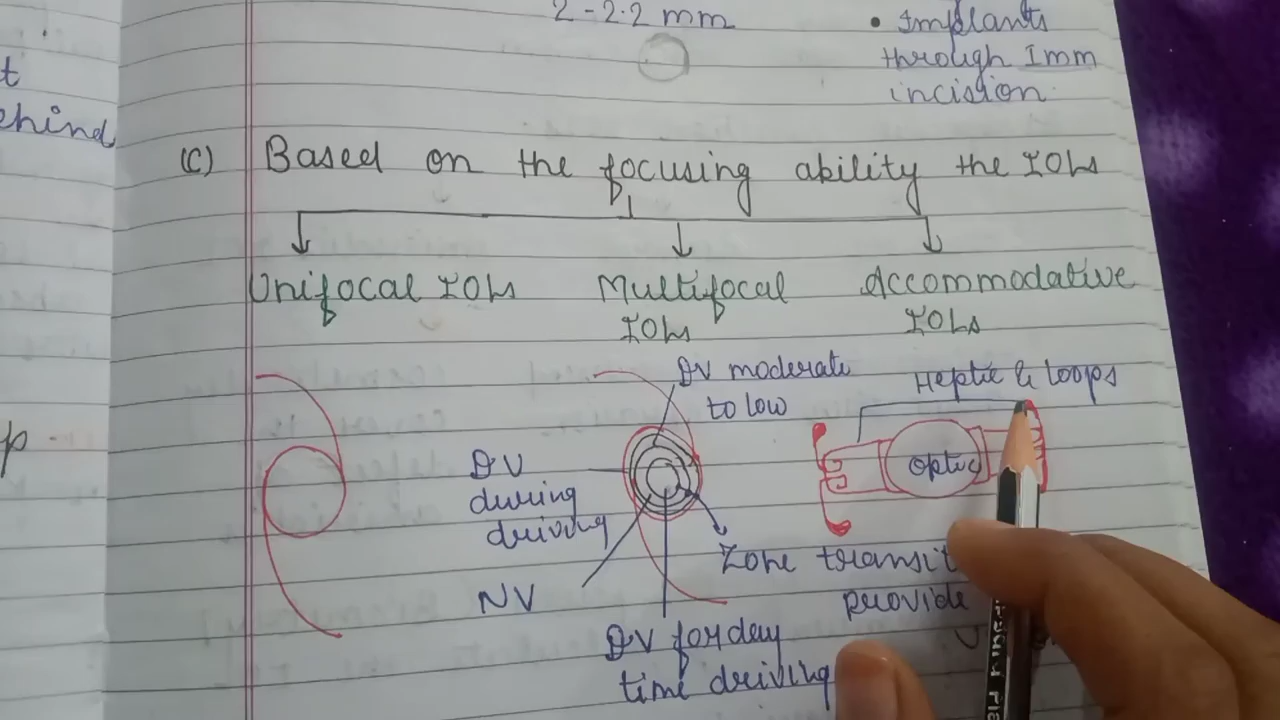 2-2.2 mm
• Implants
through 1mm
incision.
t
ehind
(C) Based on the focusing ability the IOLs
Unifocal IOLs
Multifocal
IOLs
Accommodative
IOLs
DV moderate
to low
Heptic & loops
DV
during
driving
Optic
p
Zone transit
provide
NV
DV for day
time driving